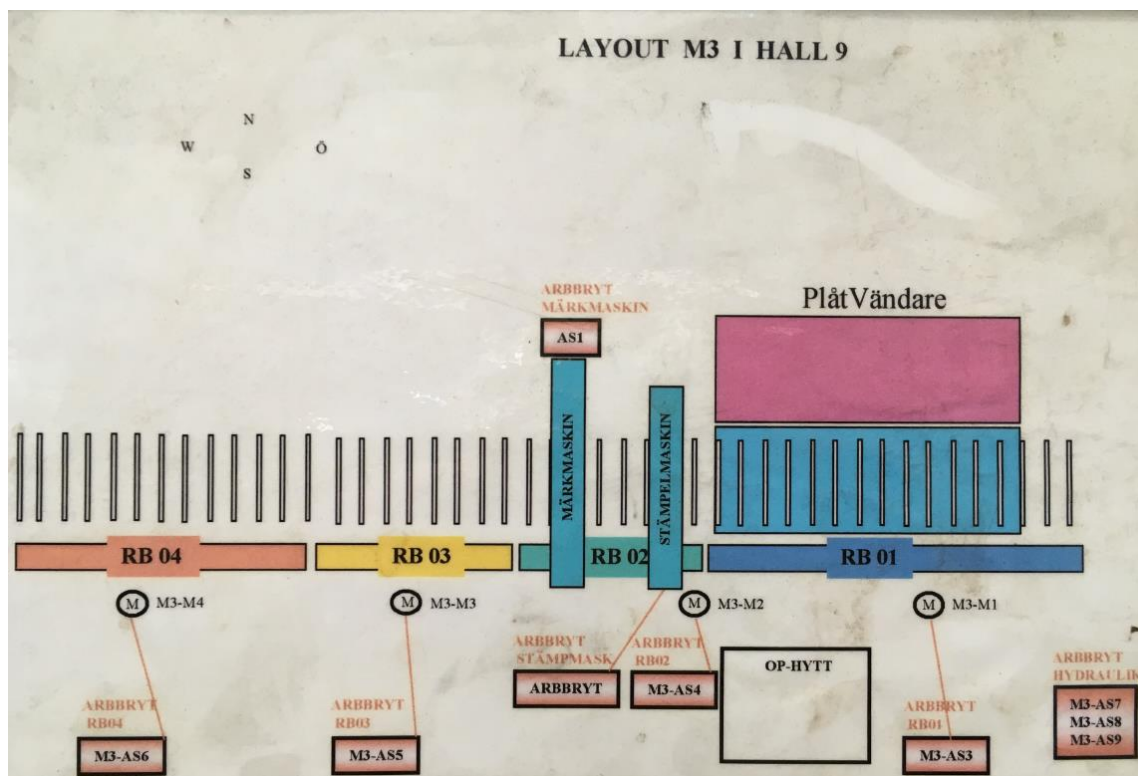 LAYOUT M3 I HALL 9
N
W
Ö
S
ARBBRYT
MÄRKMASKIN
AS1
PlåtVändare
MÄRKMASKIN
STÄMPELMASKIN
RB 04
RB 03
RB 02
RB 01
M M3-M4
M M3-M3
M M3-M2
M M3-M1
ARBBRYT
STÄMPMASK
ARBBRYT
ARBBRYT
RB02
M3-AS4
OP-HYTT
ARBBRYT
HYDRAULIK
M3-AS7
M3-AS8
M3-AS9
ARBBRYT
RB04
M3-AS6
ARBBRYT
RB03
M3-AS5
ARBBRYT
RB01
M3-AS3